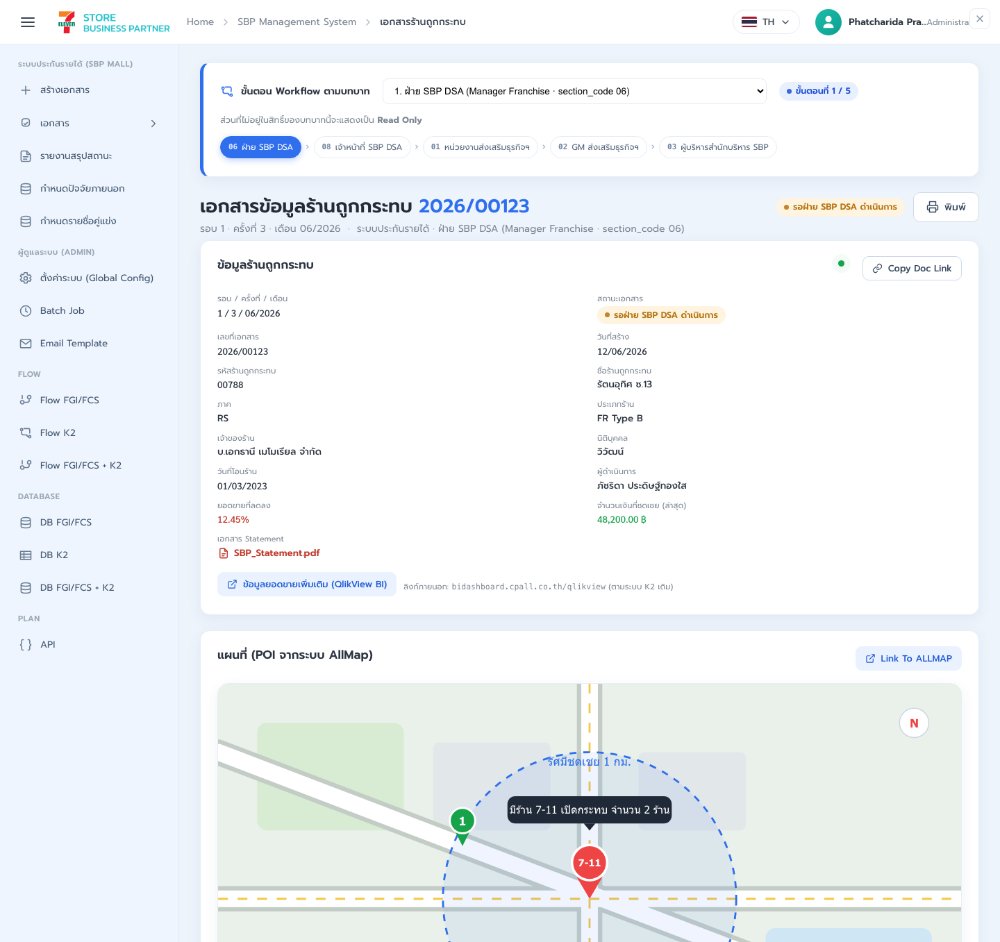 STORE
BUSINESS PARTNER
ELEVEN
Home
SBP Management System
เอกสารร้านถูกกระทบ
TH
Phatcharida Pra…
Administra
ระบบประกันรายได้ (SBP MALL)
สร้างเอกสาร
เอกสาร
รายงานสรุปสถานะ
กำหนดปัจจัยภายนอก
กำหนดรายชื่อคู่แข่ง
ผู้ดูแลระบบ (ADMIN)
ตั้งค่าระบบ (Global Config)
Batch Job
Email Template
FLOW
Flow FGI/FCS
Flow K2
Flow FGI/FCS + K2
DATABASE
DB FGI/FCS
DB K2
DB FGI/FCS + K2
PLAN
API
ขั้นตอน Workflow ตามบทบาท
1. ฝ่าย SBP DSA (Manager Franchise · section_code 06)
ขั้นตอนที่ 1 / 5
ส่วนที่ไม่อยู่ในสิทธิ์ของบทบาทนี้จะแสดงเป็น Read Only
06 ฝ่าย SBP DSA › 08 เจ้าหน้าที่ SBP DSA › 01 หน่วยงานส่งเสริมธุรกิจฯ › 02 GM ส่งเสริมธุรกิจฯ › 03 ผู้บริหารสำนักบริหาร SBP
เอกสารข้อมูลร้านถูกกระทบ 2026/00123
รอฝ่าย SBP DSA ดำเนินการ
พิมพ์
รอบ 1 · ครั้งที่ 3 · เดือน 06/2026 · ระบบประกันรายได้ · ฝ่าย SBP DSA (Manager Franchise · section_code 06)
ข้อมูลร้านถูกกระทบ
Copy Doc Link
รอบ / ครั้งที่ / เดือน
1 / 3 / 06/2026
สถานะเอกสาร
รอฝ่าย SBP DSA ดำเนินการ
เลขที่เอกสาร
2026/00123
วันที่สร้าง
12/06/2026
รหัสร้านถูกกระทบ
00788
ชื่อร้านถูกกระทบ
รัตนอุทิศ ซ.13
ภาค
RS
ประเภทร้าน
FR Type B
เจ้าของร้าน
บ.เอกธานี เมโมเรียล จำกัด
นิติบุคคล
วิวัฒน์
วันที่โอนร้าน
01/03/2023
ผู้ดำเนินการ
ภัชริดา ประดิษฐ์ทองใส
ยอดขายที่ลดลง
12.45%
จำนวนเงินที่ชดเชย (ล่าสุด)
48,200.00 ฿
เอกสาร Statement
SBP_Statement.pdf
ข้อมูลยอดขายเพิ่มเติม (QlikView BI)
ลิงก์ภายนอก: bidashboard.cpall.co.th/qlikview (ตามระบบ K2 เดิม)
แผนที่ (POI จากระบบ AllMap)
Link To ALLMAP
N
รัศมีชดเชย 1 กม.
มีร้าน 7-11 เปิดกระทบ จำนวน 2 ร้าน
1
7-11